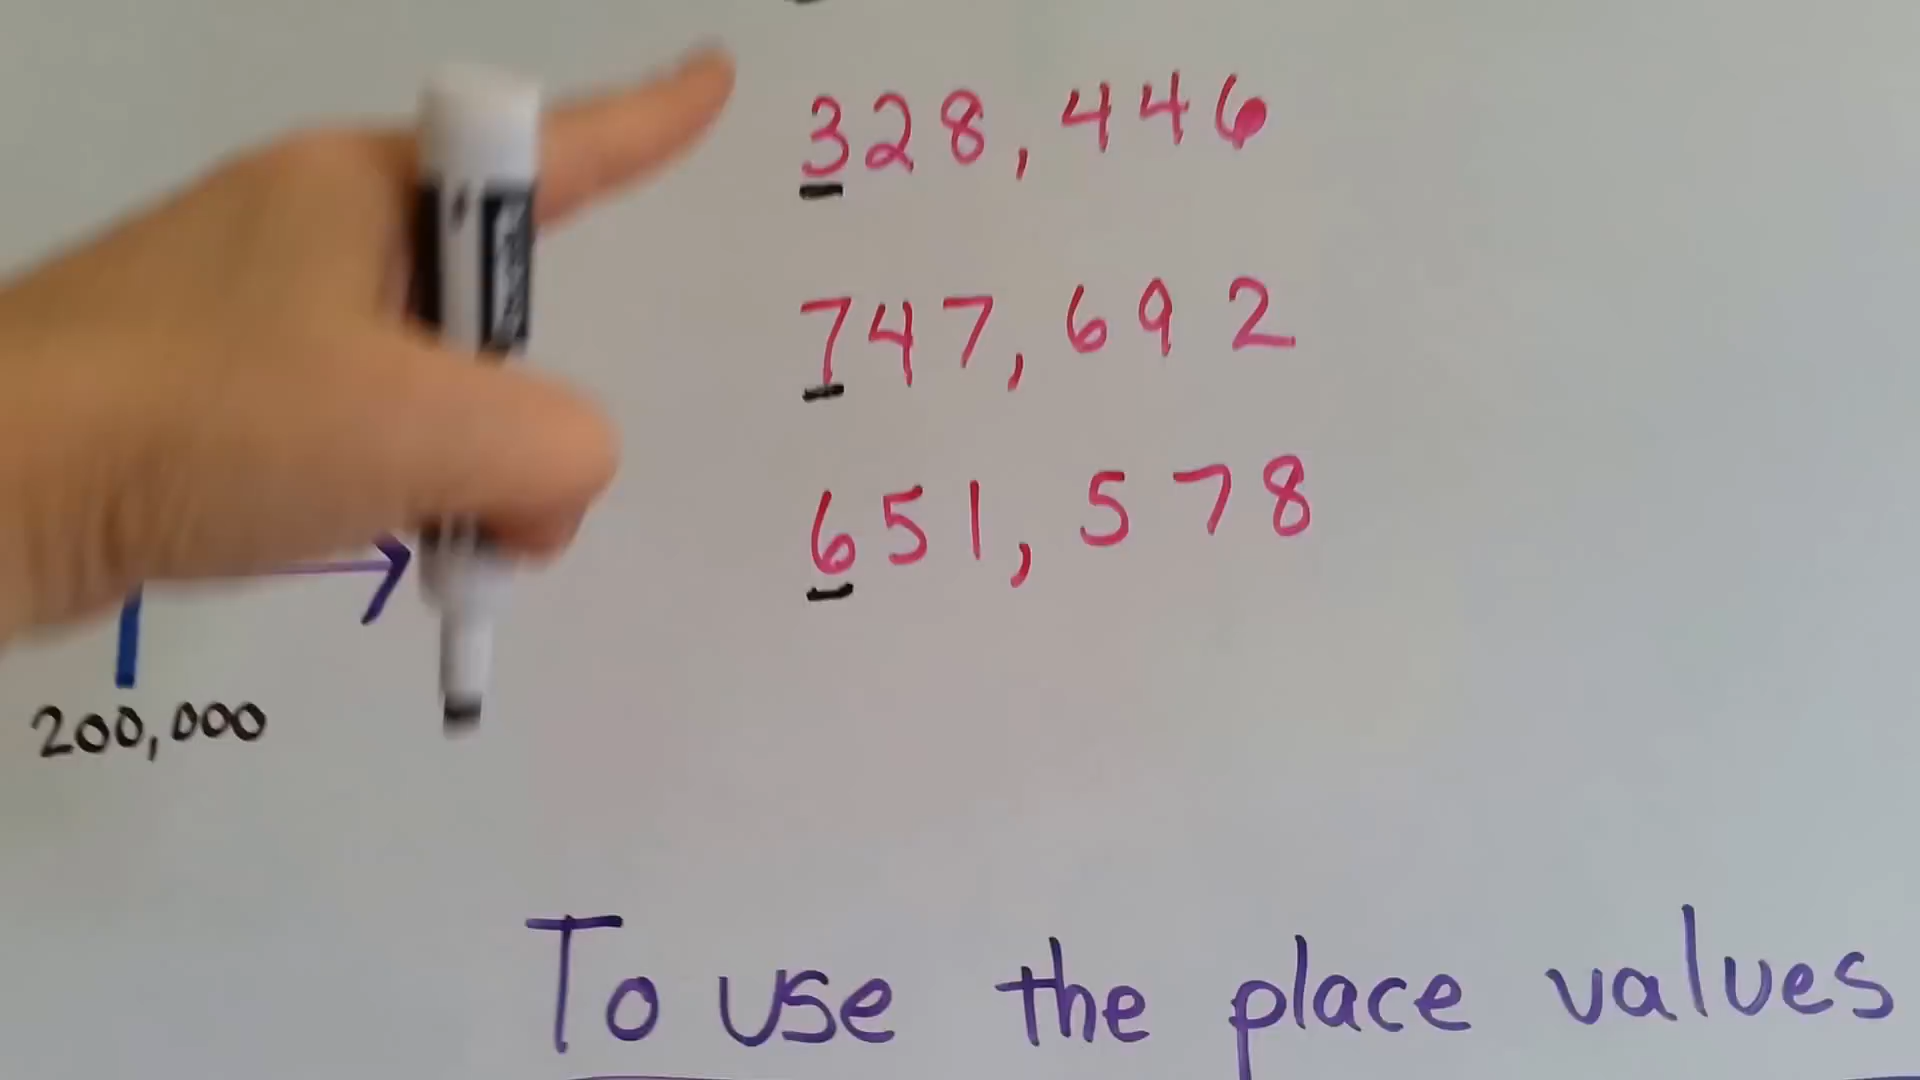 328,446
747,692
651,578
200,000
To use the place values